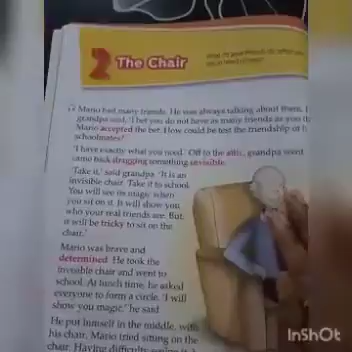 2 The Chair
Mario had many friends. He was always talking about them.
grandpa said, 'I bet you do not have as many friends as you
Mario accepted the bet. How could he test the friendship of
schoolmates?
'I have exactly what you need.' Off to the attic, grandpa went
came back dragging something invisible.
'Take it,' said grandpa. 'It is an
invisible chair. Take it to school.
You will see its magic when
you sit on it. It will show you
who your real friends are. But
it will be tricky to sit on the
chair.'
Mario was brave and
determined. He took the
invisible chair and went to
school. At lunch time, he asked
everyone to form a circle. 'I will
show you magic,' he said.
He put himself in the middle, with
his chair. Mario tried sitting on the
chair. Having difficulty
InShOt